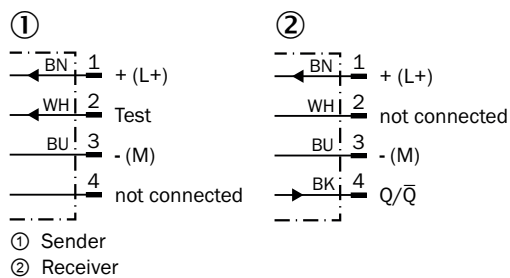 ① ②
BN 1 + (L+)
WH 2 Test
BU 3 - (M)
4 not connected
BN 1 + (L+)
WH 2 not connected
BU 3 - (M)
BK 4 Q/Q̅
① Sender
② Receiver